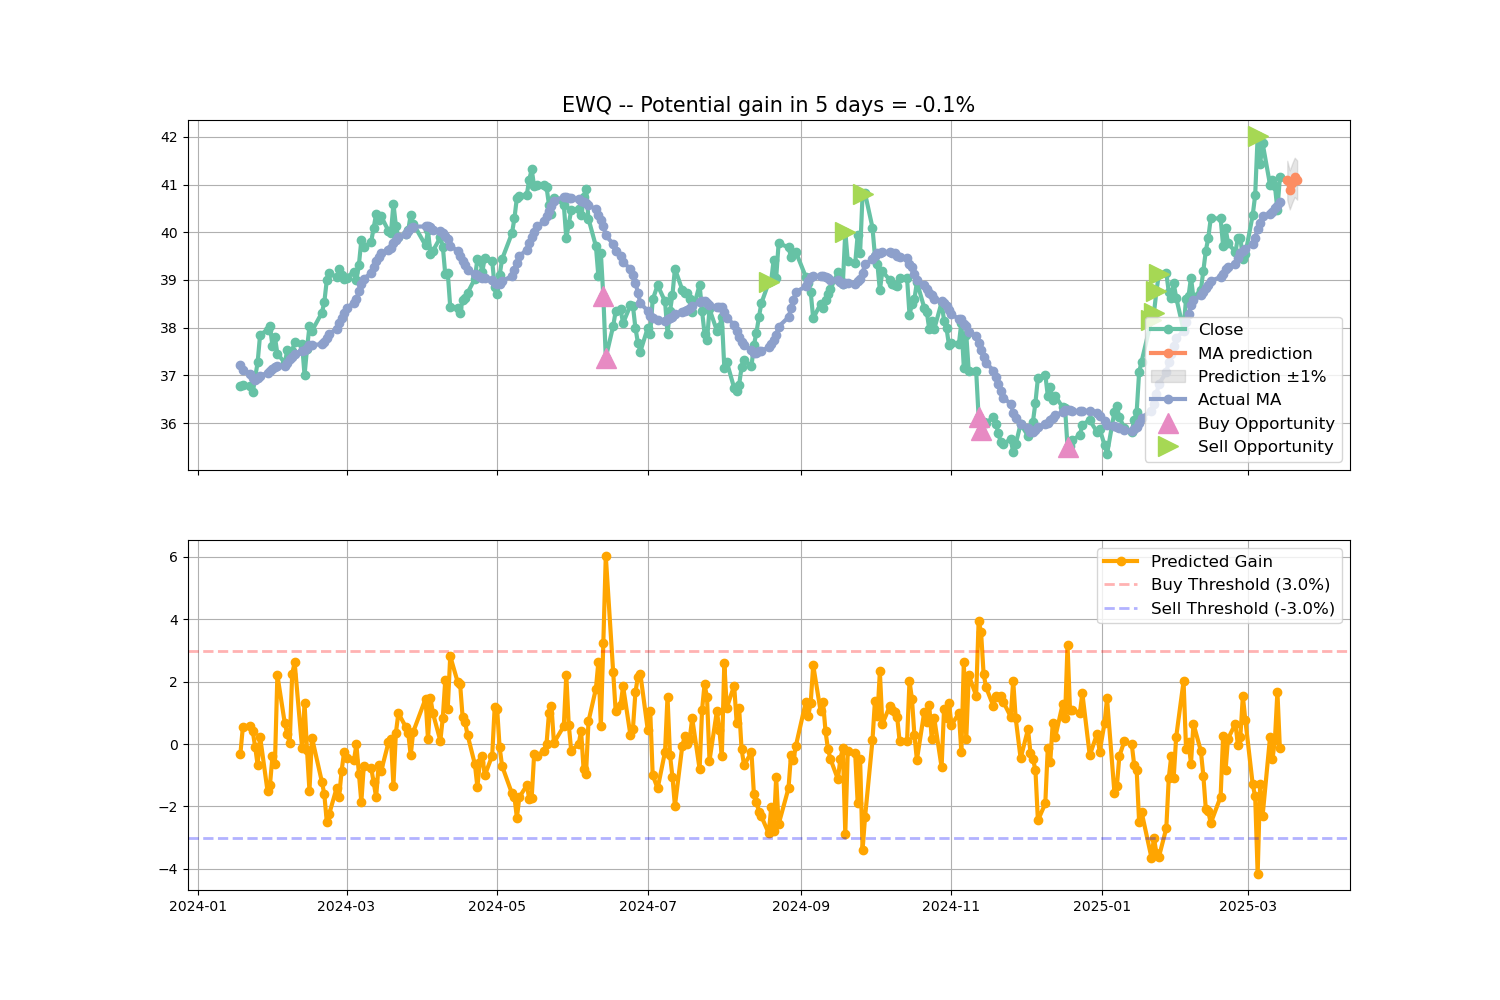 EWQ -- Potential gain in 5 days = -0.1%
42
41
40
39
38
37
36
Close
MA prediction
Prediction ±1%
Actual MA
Buy Opportunity
Sell Opportunity
6
4
2
0
−2
−4
Predicted Gain
Buy Threshold (3.0%)
Sell Threshold (-3.0%)
2024-01
2024-03
2024-05
2024-07
2024-09
2024-11
2025-01
2025-03